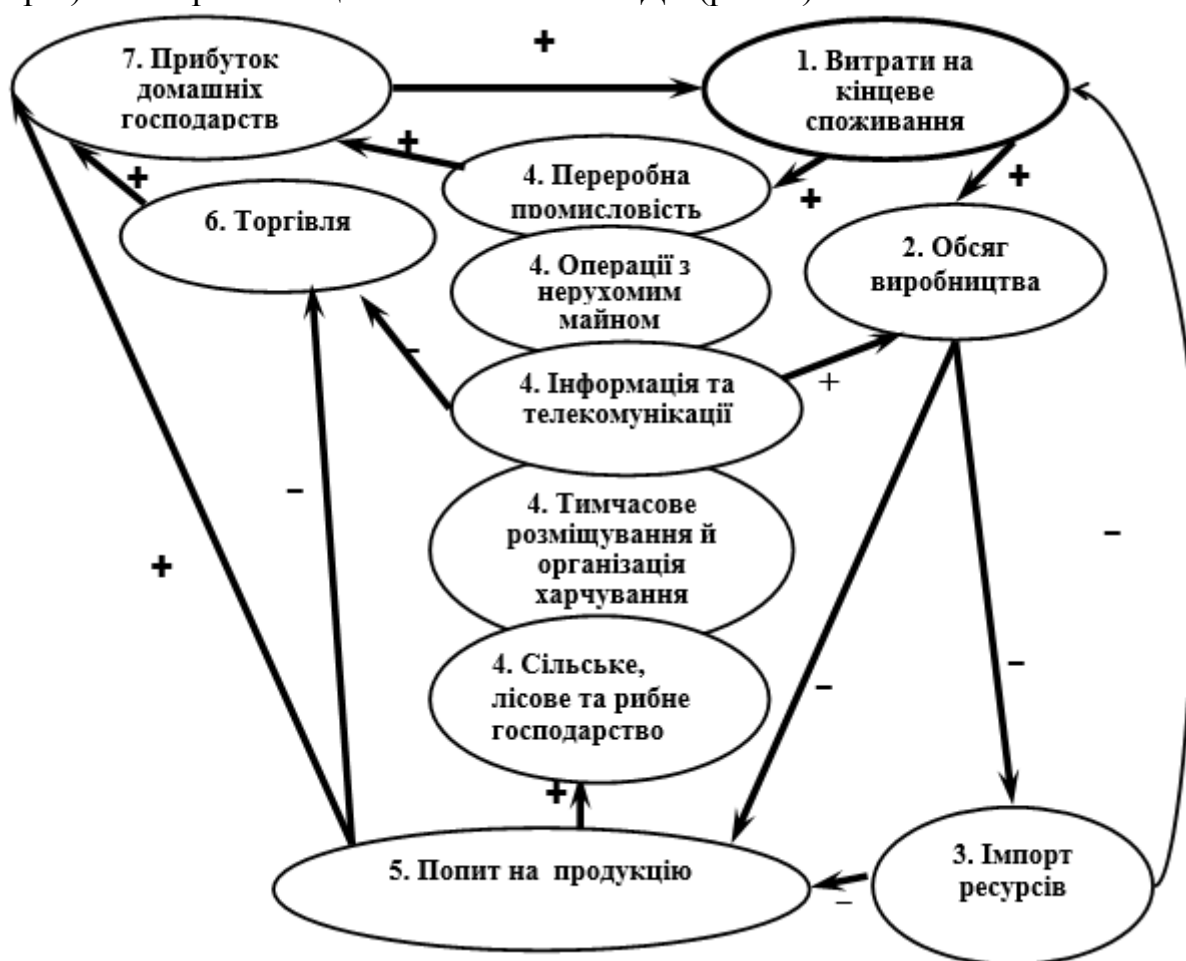 7. Прибуток
домашніх
господарств
+
1. Витрати на
кінцеве
споживання
+
4. Переробна
промисловість
+
+
+
6. Торгівля
2. Обсяг
виробництва
4. Операції з
нерухомим
майном
–
4. Інформація та
телекомунікації
+
–
4. Тимчасове
розміщування й
організація
харчування
+
–
–
–
4. Сільське,
лісове та рибне
господарство
+
5. Попит на продукцію
3. Імпорт
ресурсів
–